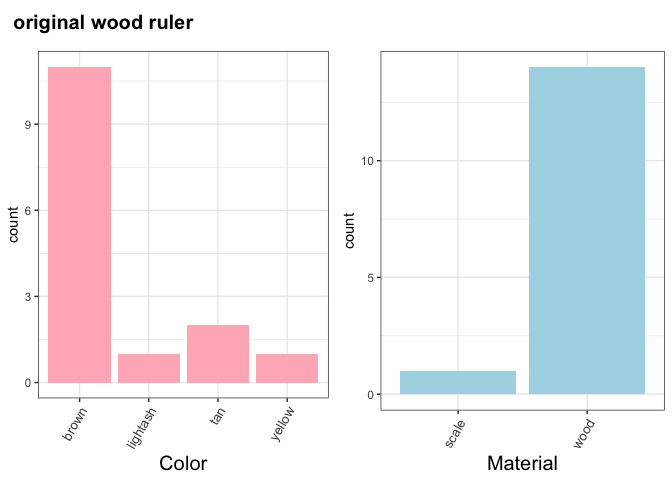 original wood ruler
count
9
6
3
0
brown
lightash
tan
yellow
Color
count
10
5
0
scale
wood
Material